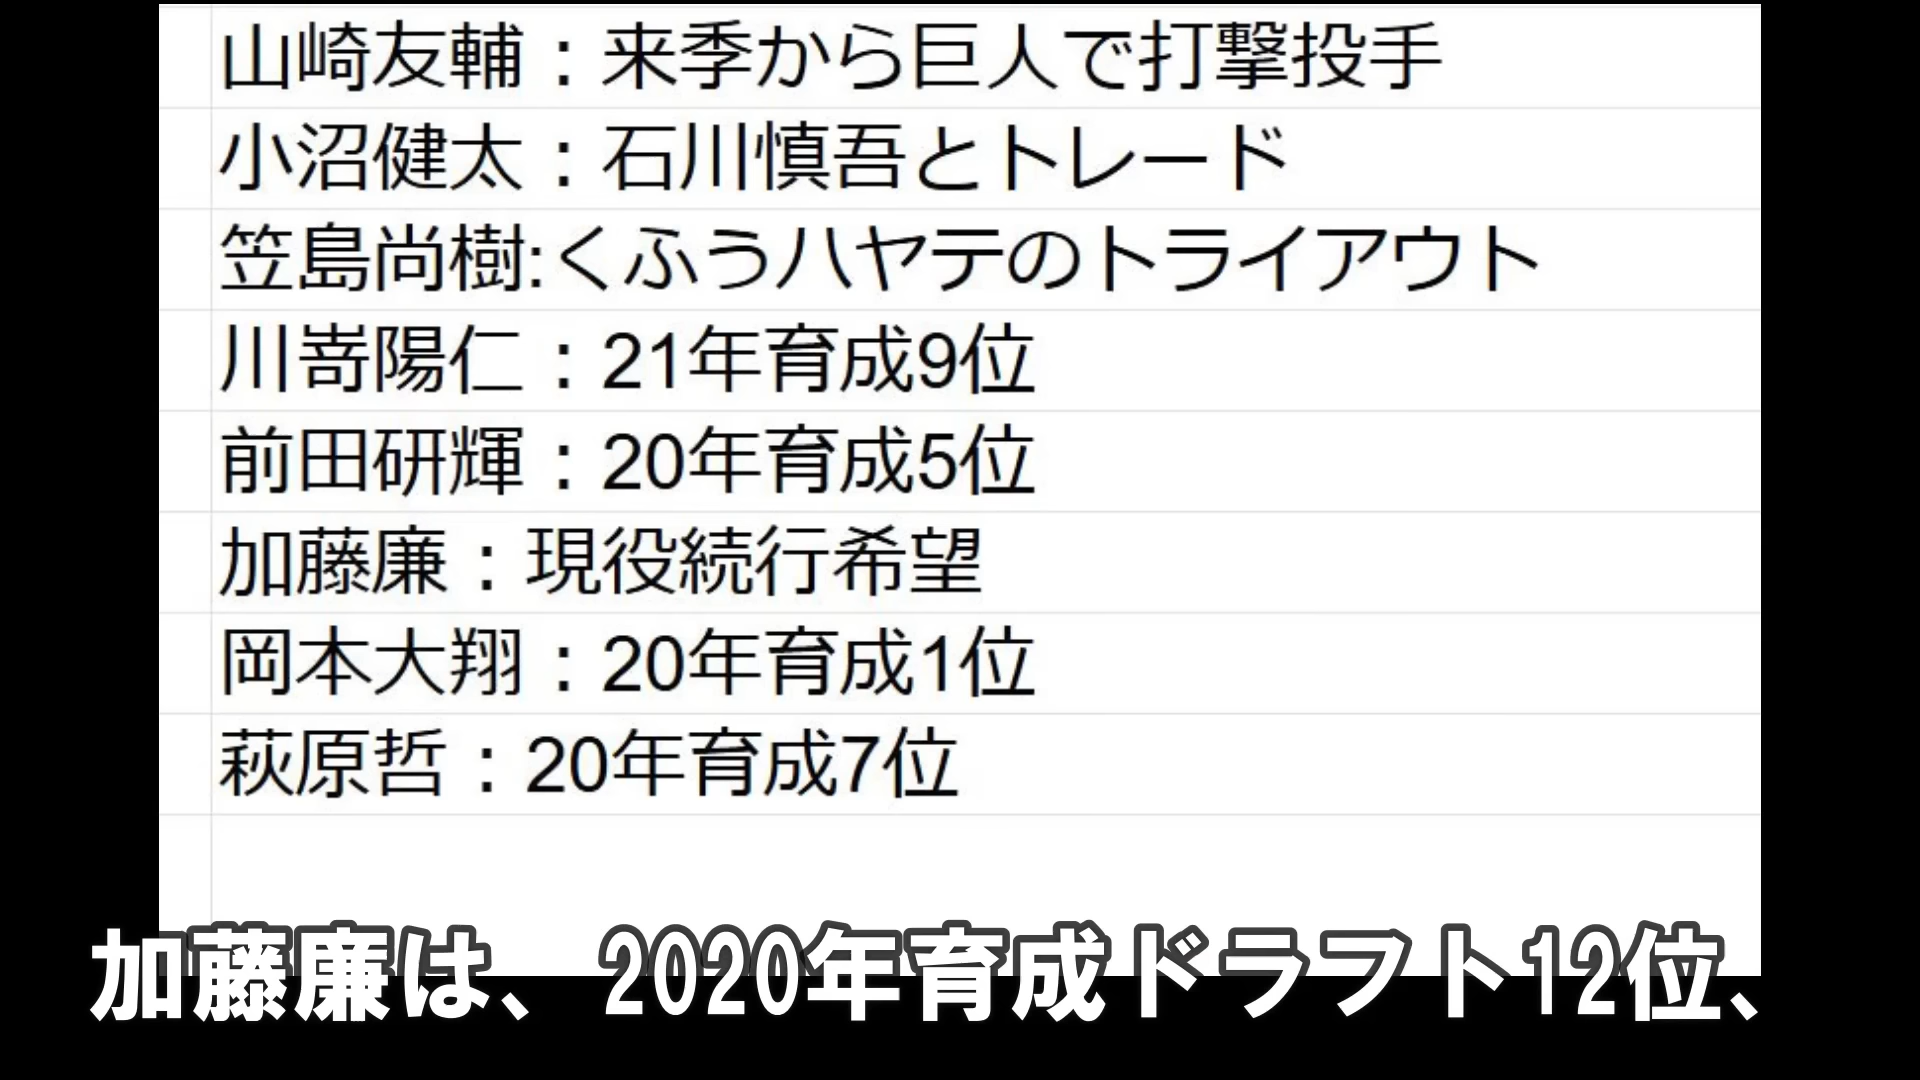 山崎友輔：来季から巨人で打撃投手
小沼健太：石川慎吾とトレード
笠島尚樹:くふうハヤテのトライアウト
川嵜陽仁：21年育成9位
前田研輝：20年育成5位
加藤廉：現役続行希望
岡本大翔：20年育成1位
萩原哲：20年育成7位
加藤廉は、2020年育成ドラフト12位、